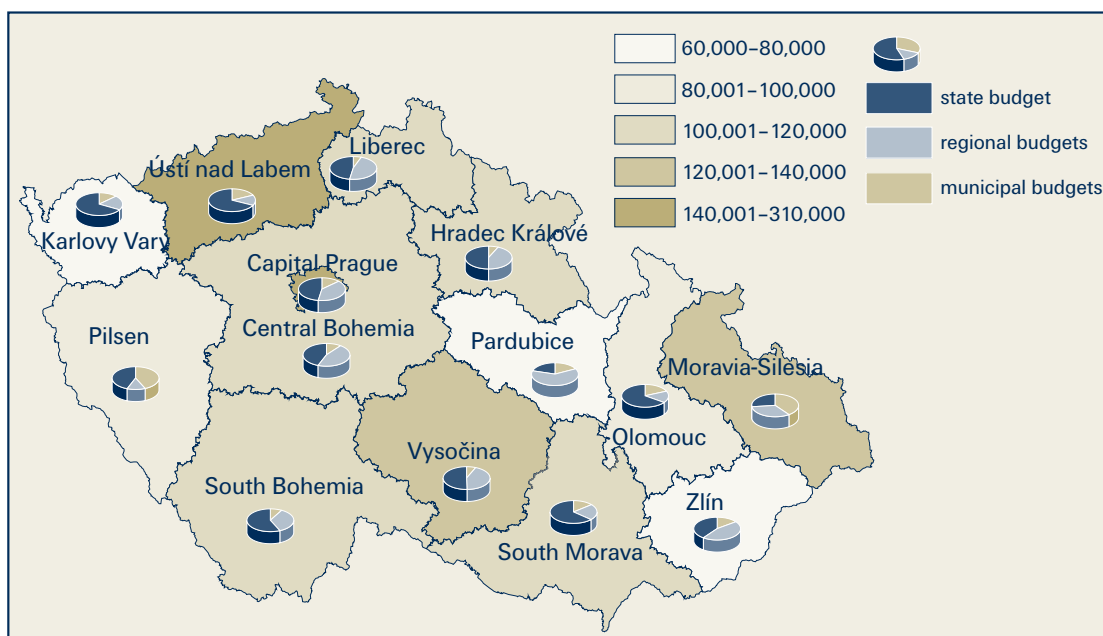 60,000–80,000
80,001–100,000
100,001–120,000
120,001–140,000
140,001–310,000
state budget
regional budgets
municipal budgets
Liberec
Ústí nad Labem
Karlovy Vary
Hradec Králové
Capital Prague
Central Bohemia
Pilsen
Pardubice
Moravia-Silesia
Olomouc
Vysočina
South Bohemia
Zlín
South Morava